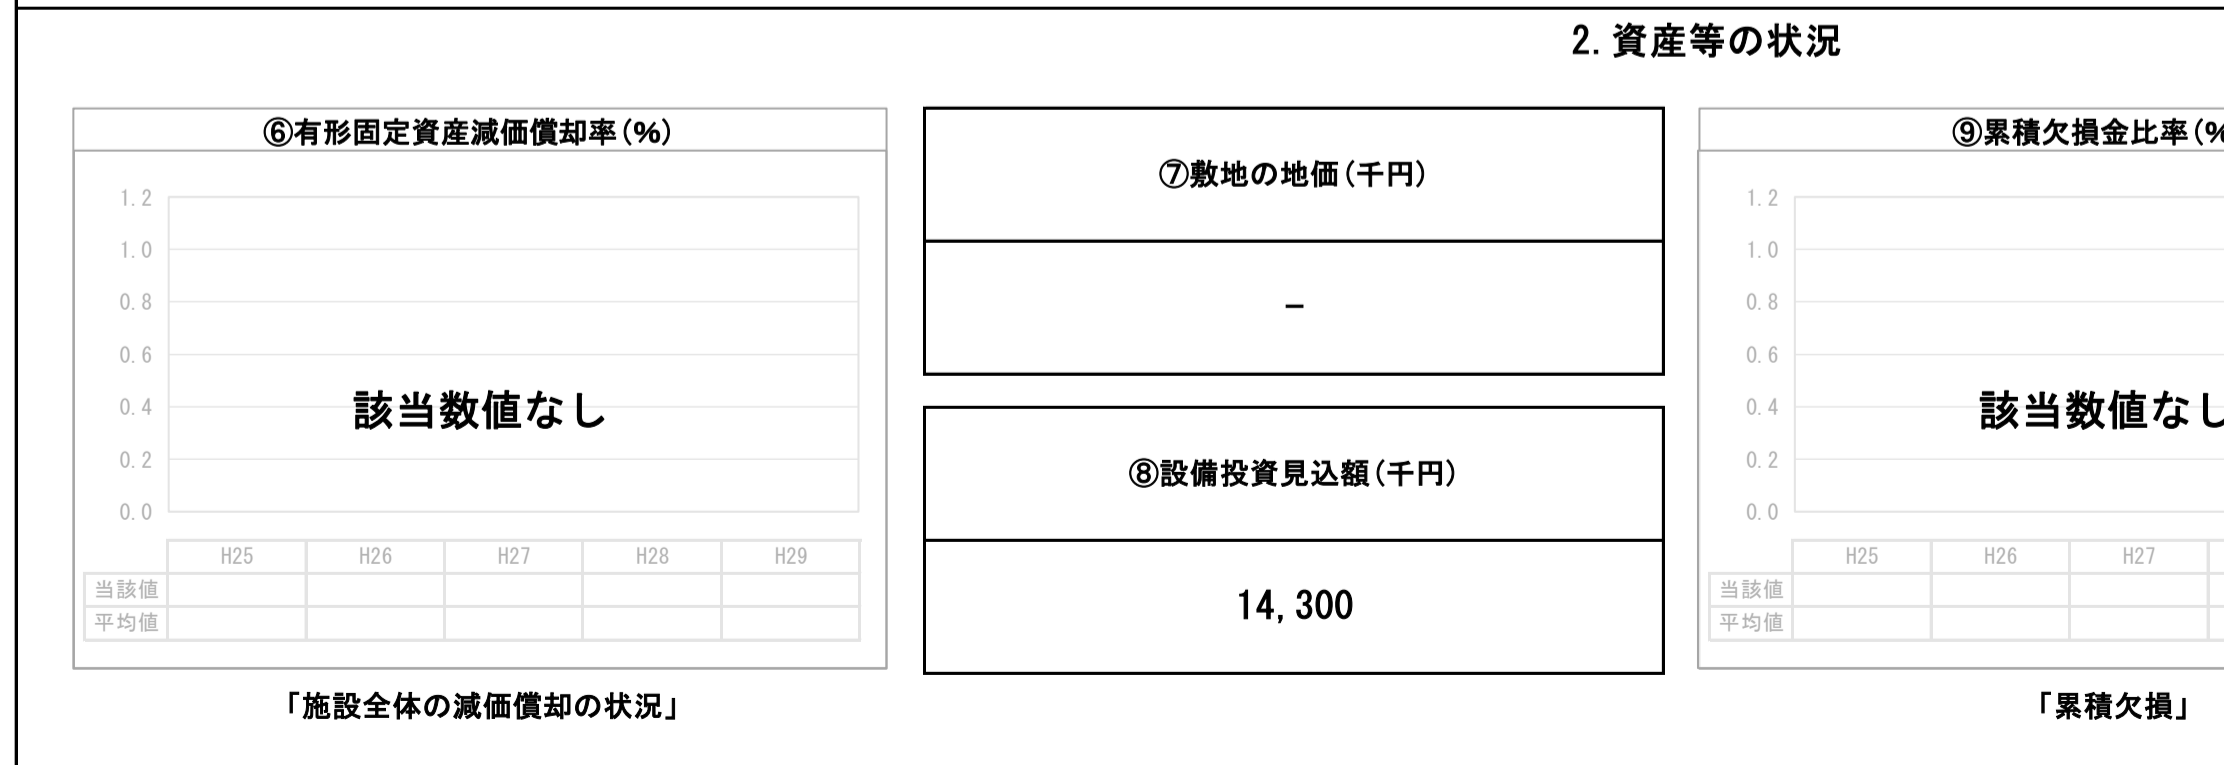 2. 資産等の状況
⑥有形固定資産減価償却率(%)
1.2
1.0
0.8
0.6
0.4
0.2
0.0
該当数値なし
H25 H26 H27 H28 H29
当該値
平均値
「施設全体の減価償却の状況」
⑦敷地の地価(千円)
-
⑧設備投資見込額(千円)
14,300
⑨累積欠損金比率(%
1.2
1.0
0.8
0.6
0.4
0.2
0.0
該当数値なし
H25 H26 H27
当該値
平均値
「累積欠損」